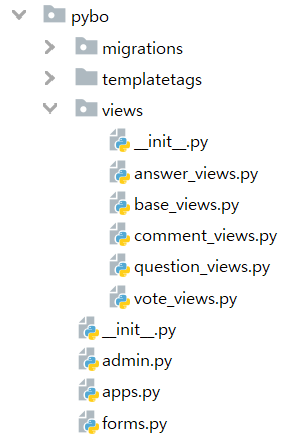 pybo
migrations
templatetags
views
__init__.py
answer_views.py
base_views.py
comment_views.py
question_views.py
vote_views.py
__init__.py
admin.py
apps.py
forms.py